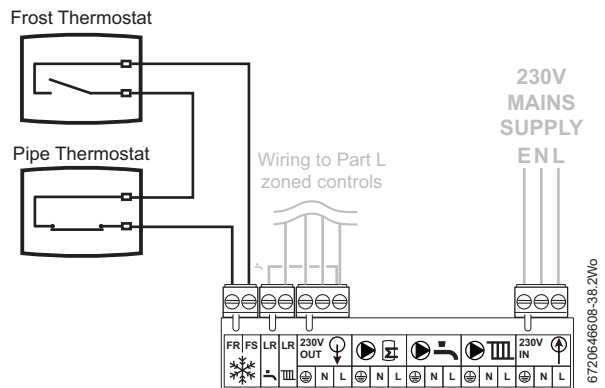 Frost Thermostat
Pipe Thermostat
Wiring to Part L
zoned controls
230V
MAINS
SUPPLY
E N L
FR FS LR LR 230V OUT 230V IN
N L N L N L N L N L
6720646608-38.2Wo